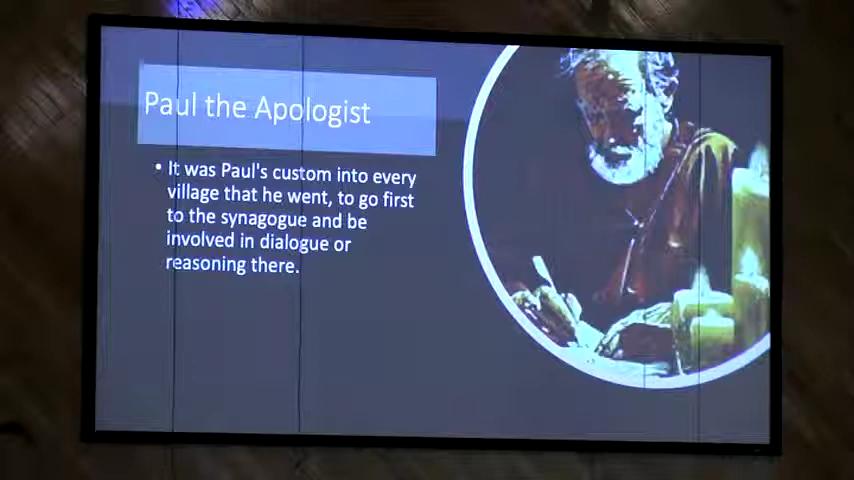 Paul the Apologist
• It was Paul's custom into every
village that he went, to go first
to the synagogue and be
involved in dialogue or
reasoning there.